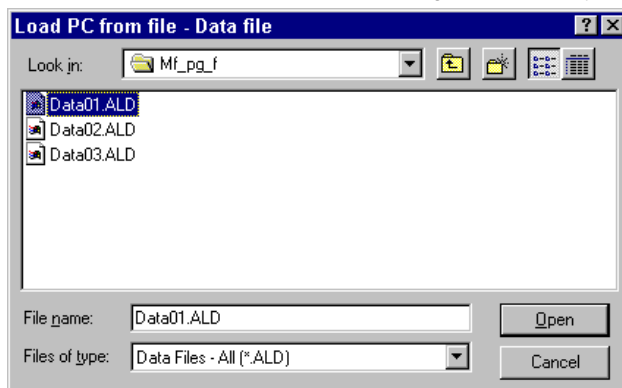 Load PC from file - Data file
Look in: Mf_pg_f
Data01.ALD
Data02.ALD
Data03.ALD
File name: Data01.ALD Open
Files of type: Data Files - All (*.ALD) Cancel